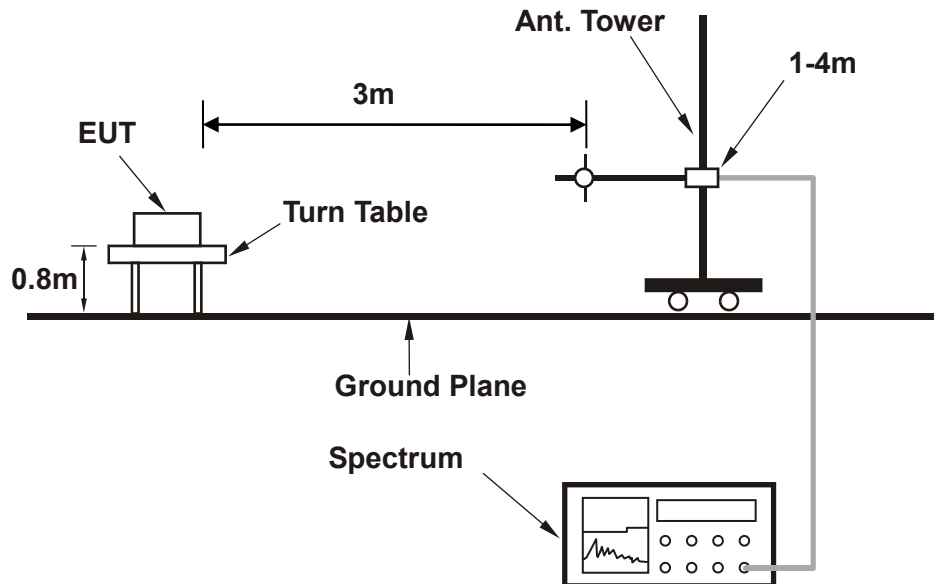 Ant. Tower
1-4m
3m
EUT
Turn Table
0.8m
Ground Plane
Spectrum